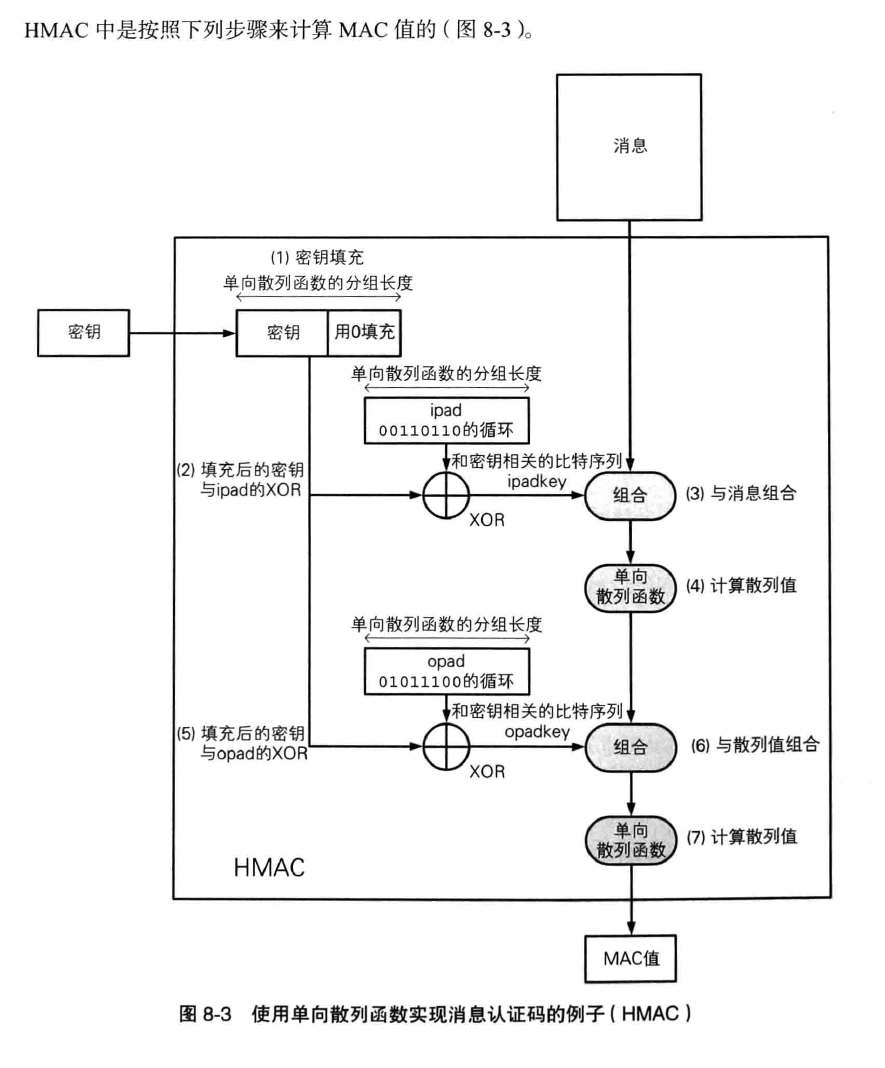 HMAC 中是按照下列步骤来计算 MAC 值的（图 8-3）。
消息
(1) 密钥填充
单向散列函数的分组长度
密钥
密钥
用0填充
单向散列函数的分组长度
ipad
00110110的循环
(2) 填充后的密钥
与ipad的XOR
和密钥相关的比特序列
ipadkey
XOR
组合
(3) 与消息组合
单向
散列函数
(4) 计算散列值
单向散列函数的分组长度
opad
01011100的循环
(5) 填充后的密钥
与opad的XOR
和密钥相关的比特序列
opadkey
XOR
组合
(6) 与散列值组合
单向
散列函数
(7) 计算散列值
HMAC
MAC值
图 8-3 使用单向散列函数实现消息认证码的例子（HMAC）